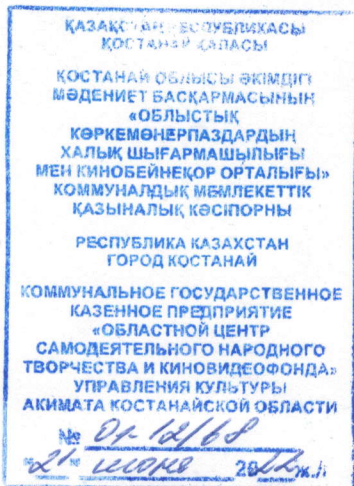 ҚАЗАҚСТАН РЕСПУБЛИКАСЫ
ҚОСТАНАЙ ҚАЛАСЫ
ҚОСТАНАЙ ОБЛЫСЫ ӘКІМДІГІ
МӘДЕНИЕТ БАСҚАРМАСЫНЫҢ
«ОБЛЫСТЫҚ
КӨРКЕМӨНЕРПАЗДАРДЫҢ
ХАЛЫҚ ШЫҒАРМАШЫЛЫҒЫ
МЕН КИНОБЕЙНЕҚОР ОРТАЛЫҒЫ»
КОММУНАЛДЫҚ МЕМЛЕКЕТТІК
ҚАЗЫНАЛЫҚ КӘСІПОРНЫ
РЕСПУБЛИКА КАЗАХСТАН
ГОРОД КОСТАНАЙ
КОММУНАЛЬНОЕ ГОСУДАРСТВЕННОЕ
КАЗЕННОЕ ПРЕДПРИЯТИЕ
«ОБЛАСТНОЙ ЦЕНТР
САМОДЕЯТЕЛЬНОГО НАРОДНОГО
ТВОРЧЕСТВА И КИНОВИДЕОФОНДА»
УПРАВЛЕНИЯ КУЛЬТУРЫ
АКИМАТА КОСТАНАЙСКОЙ ОБЛАСТИ
№ 01-12/68
"21" 2022ж./г.